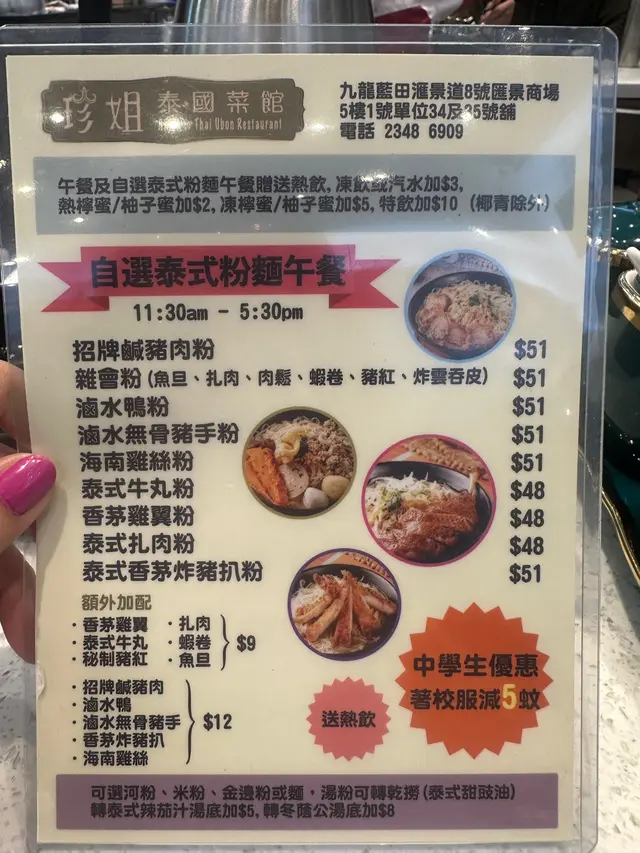 珍姐 泰國菜館
Thai Ubon Restaurant
九龍藍田滙景道8號匯景商場
5樓1號單位34及35號舖
電話 2348 6909
午餐及自選泰式粉麵午餐贈送熱飲, 凍飲或汽水加$3,
熱檸蜜/柚子蜜加$2, 凍檸蜜/柚子蜜加$5, 特飲加$10 (椰青除外)
自選泰式粉麵午餐
11:30am - 5:30pm
招牌鹹豬肉粉 $51
雜會粉 (魚旦、扎肉、肉鬆、蝦卷、豬紅、炸雲吞皮) $51
滷水鴨粉 $51
滷水無骨豬手粉 $51
海南雞絲粉 $51
泰式牛丸粉 $48
香茅雞翼粉 $48
泰式扎肉粉 $48
泰式香茅炸豬扒粉 $51
額外加配
·香茅雞翼 ·扎肉
·泰式牛丸 ·蝦卷 $9
·秘制豬紅 ·魚旦
·招牌鹹豬肉
·滷水鴨
·滷水無骨豬手 $12
·香茅炸豬扒
·海南雞絲
送熱飲
中學生優惠
著校服減5蚊
可選河粉、米粉、金邊粉或麵，湯粉可轉乾撈 (泰式甜豉油)
轉泰式辣茄汁湯底加$5, 轉冬蔭公湯底加$8